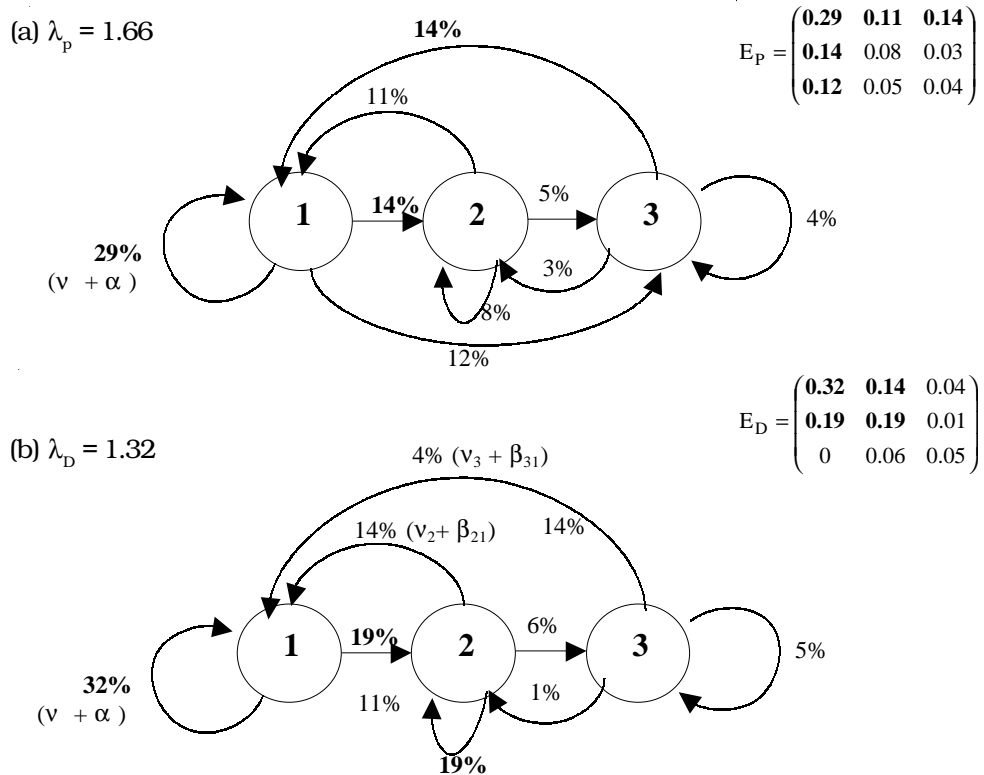 (a) λp = 1.66
14%
EP = (0.29 0.11 0.14
0.14 0.08 0.03
0.12 0.05 0.04)
11%
1
14%
2
5%
3
4%
29%
(ν + α )
3%
8%
12%
ED = (0.32 0.14 0.04
0.19 0.19 0.01
0 0.06 0.05)
(b) λD = 1.32
4% (ν3 + β31)
14% (ν2+ β21)
14%
1
19%
2
6%
3
5%
32%
(ν + α )
11%
1%
19%